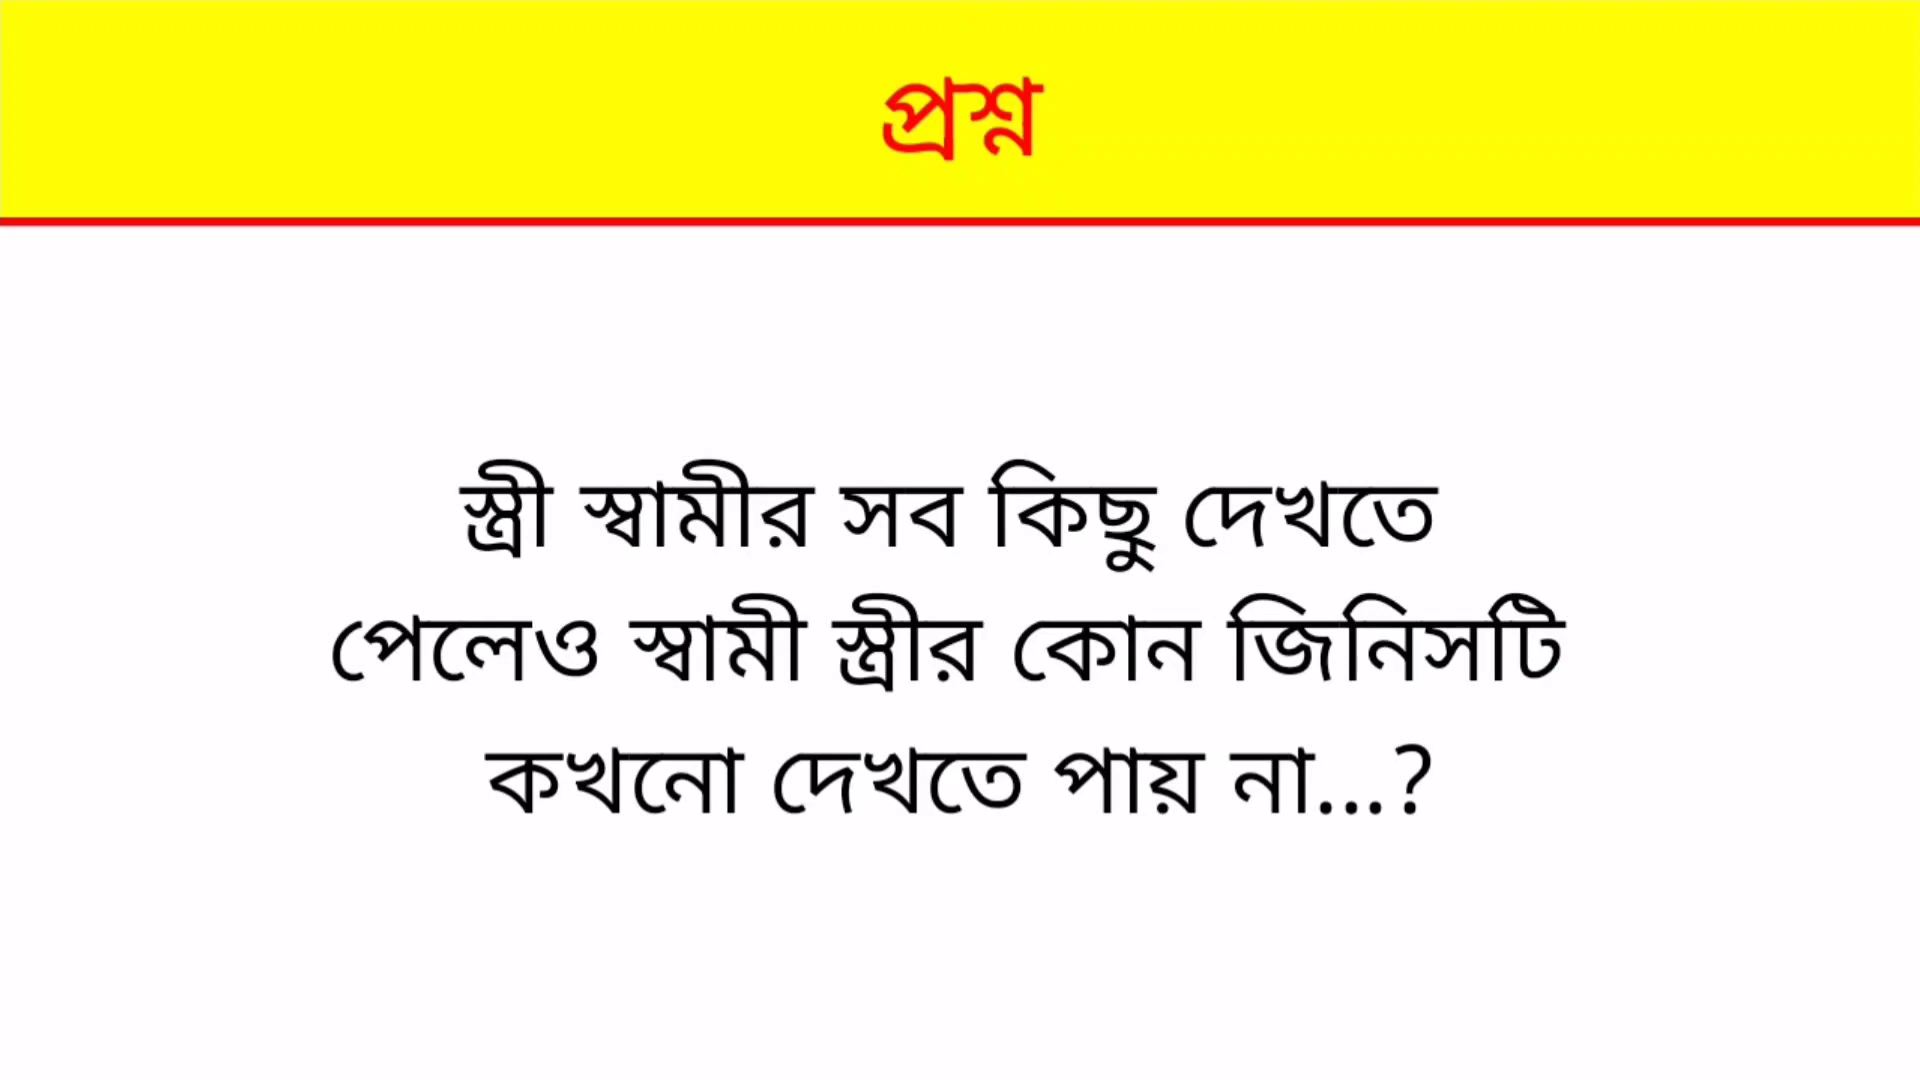 প্রশ্ন
স্ত্রী স্বামীর সব কিছু দেখতে
পেলেও স্বামী স্ত্রীর কোন জিনিসটি
কখনো দেখতে পায় না...?